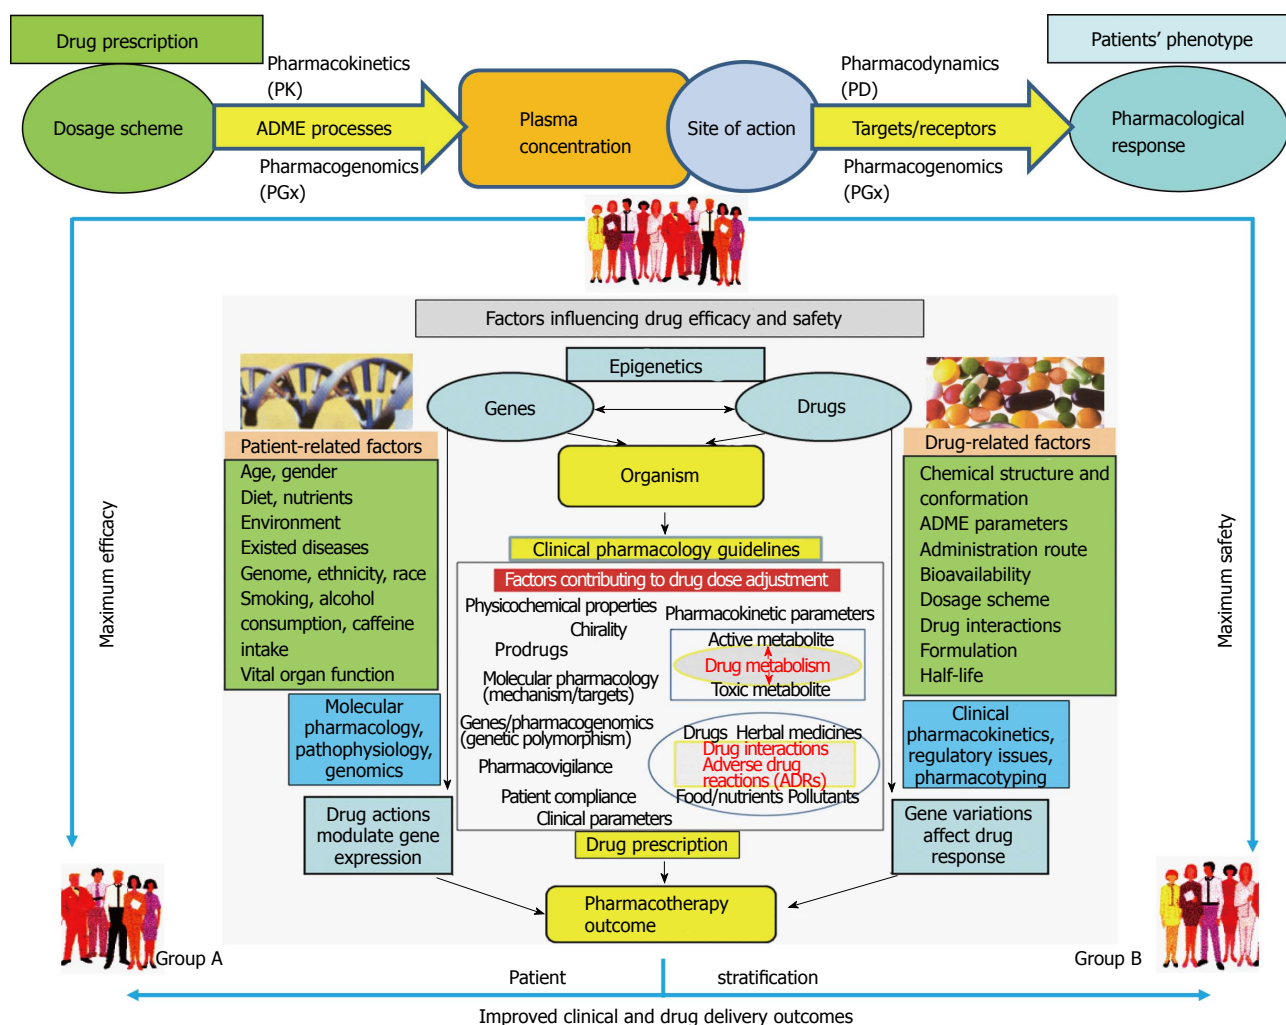 Drug prescription
Patients' phenotype
Pharmacokinetics
(PK)
Pharmacodynamics
(PD)
Dosage scheme
ADME processes
Plasma
concentration
Site of action
Targets/receptors
Pharmacological
response
Pharmacogenomics
(PGx)
Pharmacogenomics
(PGx)
Factors influencing drug efficacy and safety
Epigenetics
Genes
Drugs
Organism
Clinical pharmacology guidelines
Maximum efficacy
Patient-related factors
Age, gender
Diet, nutrients
Environment
Existed diseases
Genome, ethnicity, race
Smoking, alcohol
consumption, caffeine
intake
Vital organ function
Molecular
pharmacology,
pathophysiology,
genomics
Drug actions
modulate gene
expression
Factors contributing to drug dose adjustment
Physicochemical properties
Chirality
Prodrugs
Molecular pharmacology
(mechanism/targets)
Genes/pharmacogenomics
(genetic polymorphism)
Pharmacovigilance
Patient compliance
Clinical parameters
Pharmacokinetic parameters
Active metabolite
Drug metabolism
Toxic metabolite
Drugs Herbal medicines
Drug interactions
Adverse drug
reactions (ADRs)
Food/nutrients Pollutants
Drug-related factors
Chemical structure and
conformation
ADME parameters
Administration route
Bioavailability
Dosage scheme
Drug interactions
Formulation
Half-life
Clinical
pharmacokinetics,
regulatory issues,
pharmacotyping
Gene variations
affect drug
response
Maximum safety
Drug prescription
Pharmacotherapy
outcome
Group A
Group B
Patient stratification
Improved clinical and drug delivery outcomes